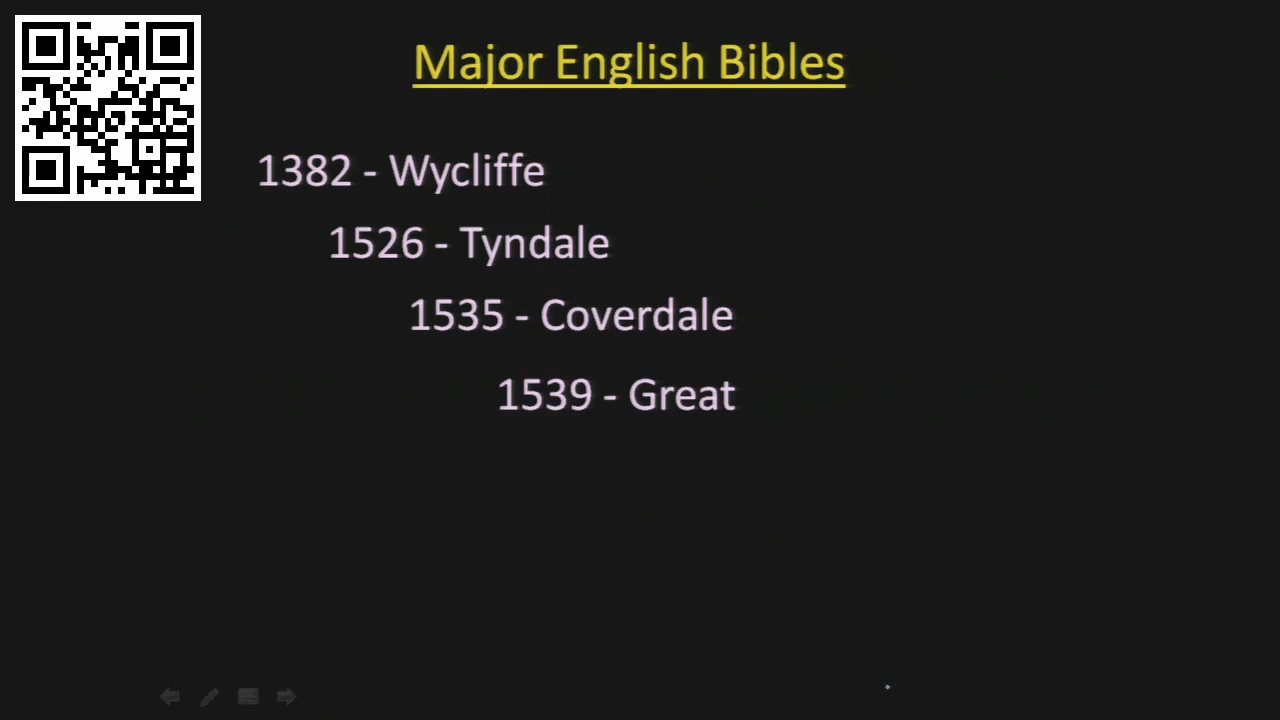 Major English Bibles
1382 - Wycliffe
1526 - Tyndale
1535 - Coverdale
1539 - Great